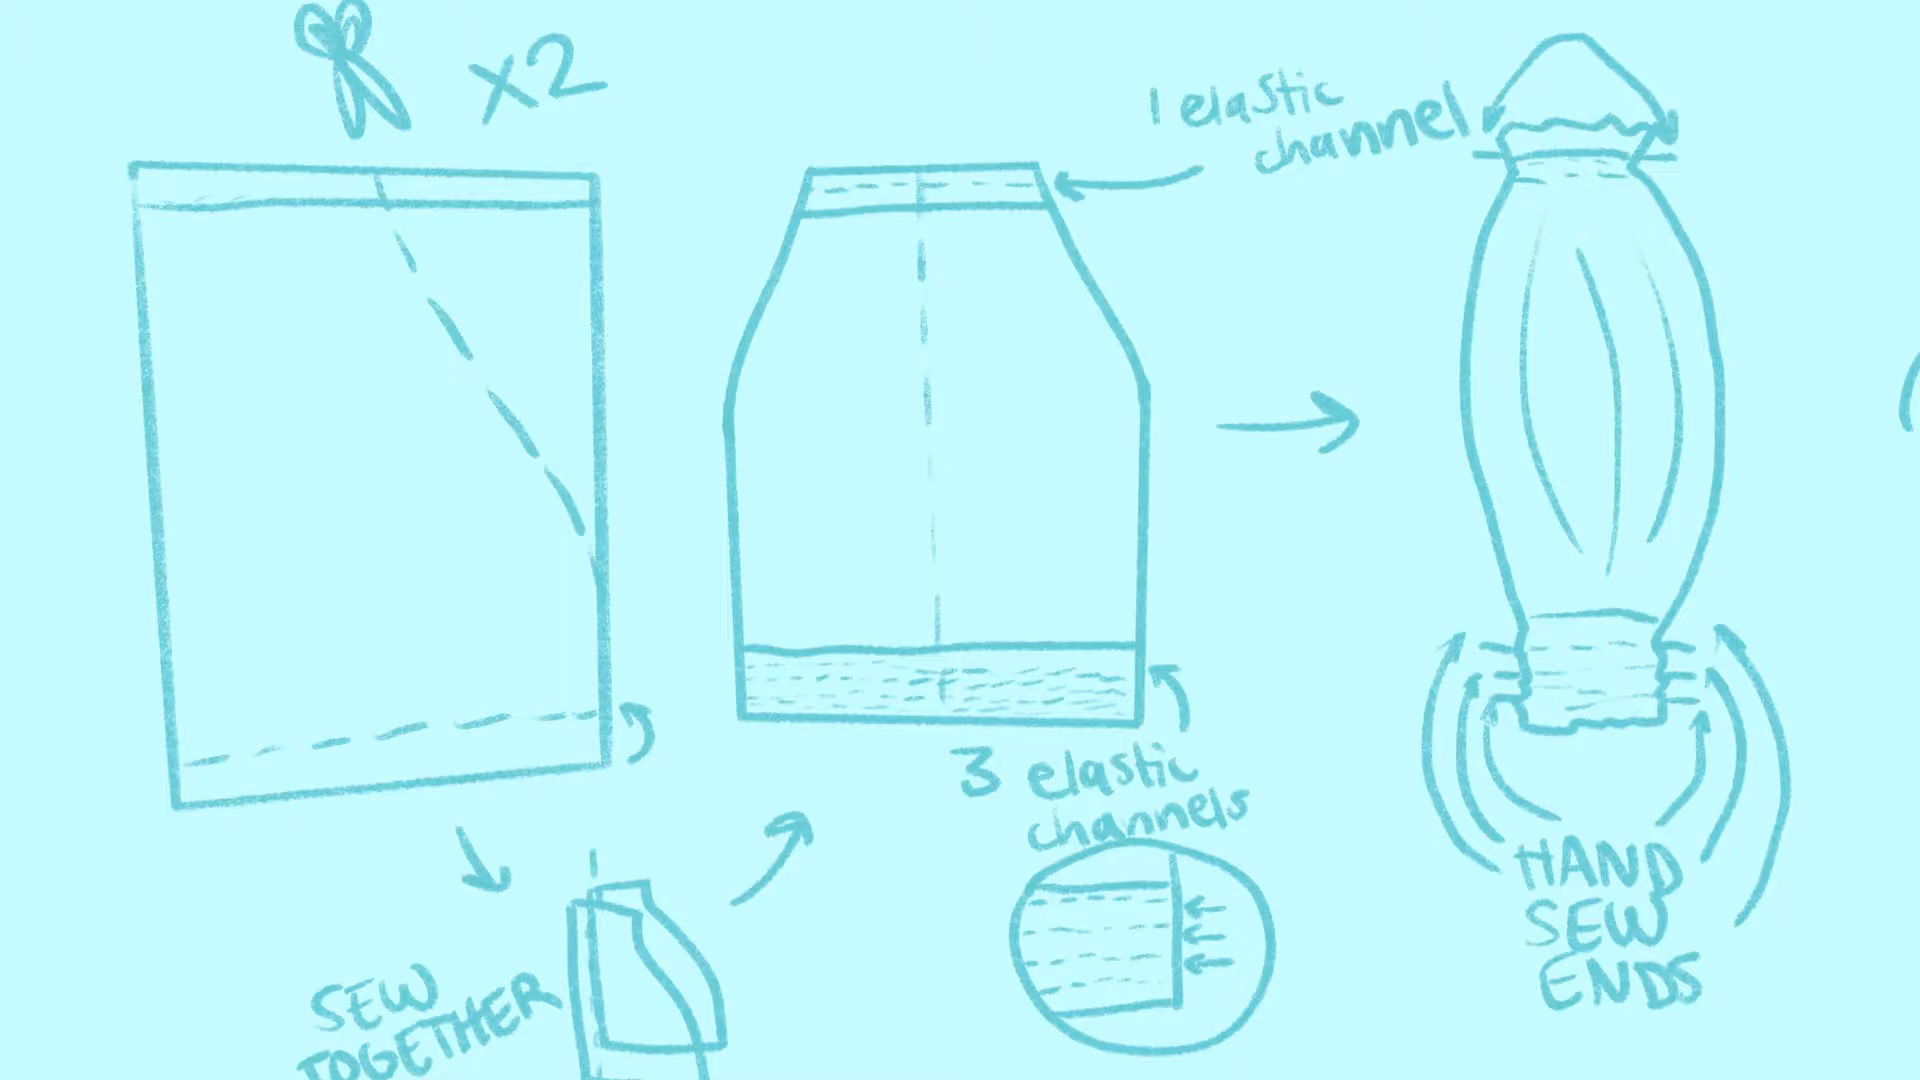 x2
1 elastic
channel
3 elastic
channels
HAND
SEW
ENDS
SEW
TOGETHER